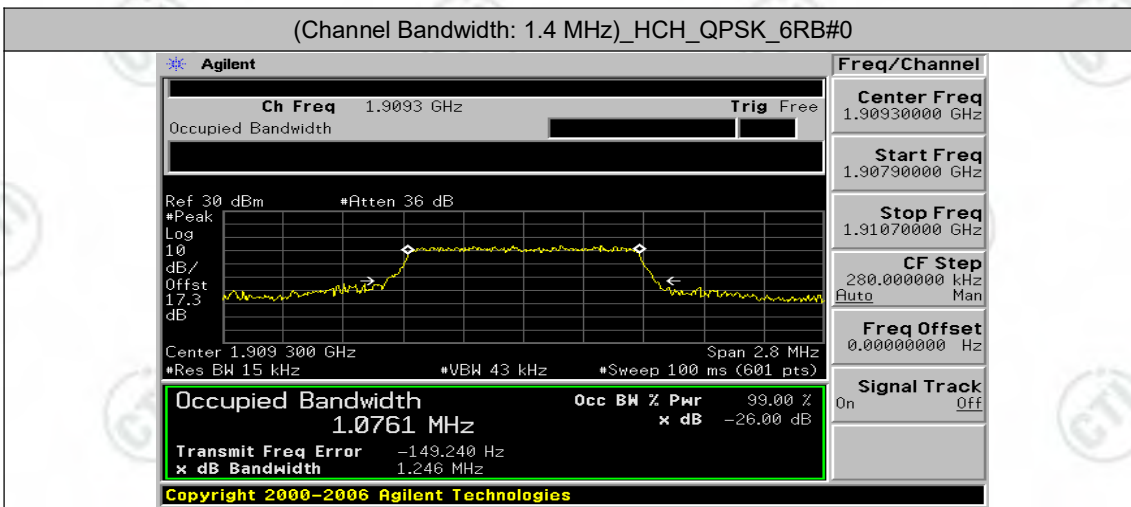 (Channel Bandwidth: 1.4 MHz)_HCH_QPSK_6RB#0
Agilent
Freq/Channel
Ch Freq 1.9093 GHz Trig Free
Occupied Bandwidth
Center Freq
1.90930000 GHz
Start Freq
1.90790000 GHz
Stop Freq
1.91070000 GHz
CF Step
280.000000 kHz
Auto Man
Freq Offset
0.00000000 Hz
Signal Track
On Off
Ref 30 dBm #Atten 36 dB
#Peak
Log
10
dB/
Offst
17.3
dB
Center 1.909 300 GHz Span 2.8 MHz
#Res BW 15 kHz #VBW 43 kHz #Sweep 100 ms (601 pts)
Occupied Bandwidth
1.0761 MHz
Occ BW % Pwr 99.00 %
x dB -26.00 dB
Transmit Freq Error -149.240 Hz
x dB Bandwidth 1.246 MHz
Copyright 2000-2006 Agilent Technologies